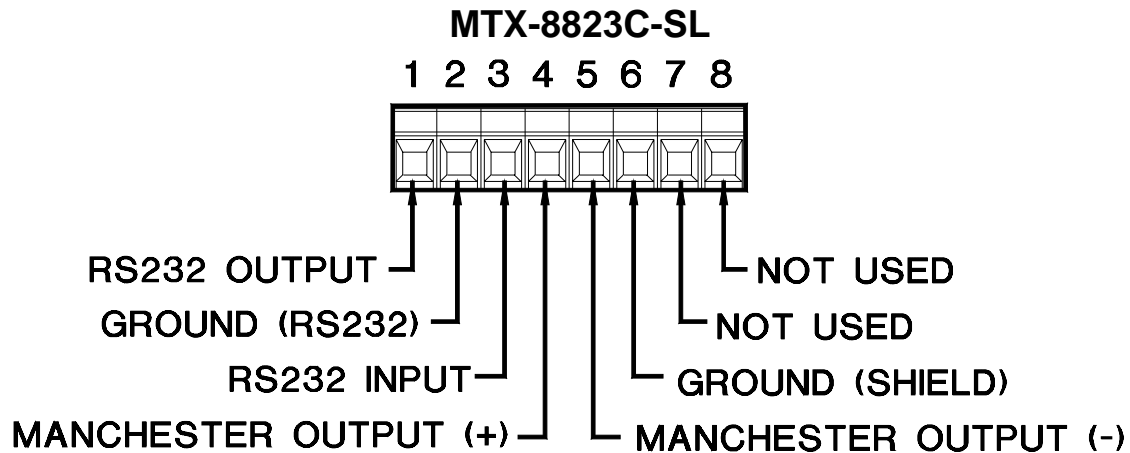 MTX-8823C-SL
1 2 3 4 5 6 7 8
RS232 OUTPUT
NOT USED
GROUND (RS232)
NOT USED
RS232 INPUT
GROUND (SHIELD)
MANCHESTER OUTPUT (+)
MANCHESTER OUTPUT (-)